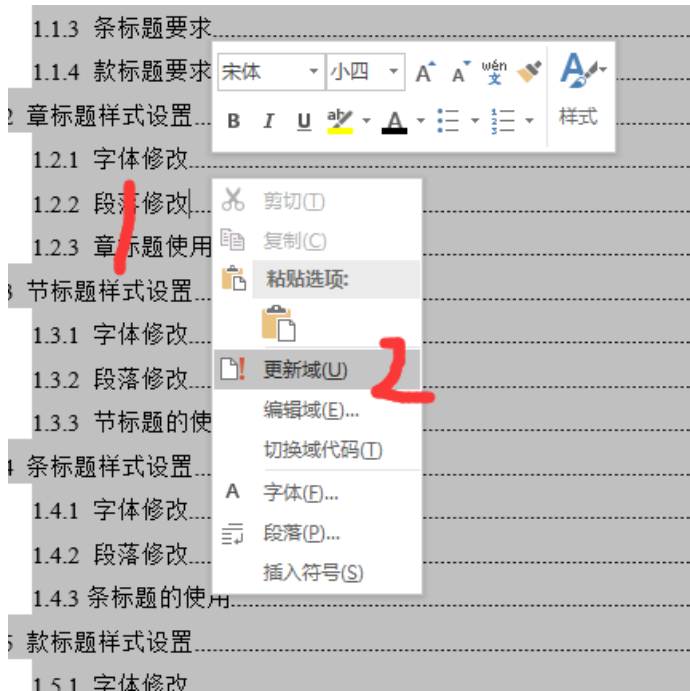 1.1.3 条标题要求
1.1.4 款标题要求
宋体 小四 A A wén 文 A
2 章标题样式设置
B I U aby A 样式
1.2.1 字体修改
1.2.2 段落修改
1.2.3 章标题使用
剪切(T)
复制(C)
粘贴选项:
3 节标题样式设置
1.3.1 字体修改
1.3.2 段落修改
1.3.3 节标题的使
更新域(U)
编辑域(E)...
切换域代码(T)
4 条标题样式设置
1.4.1 字体修改
1.4.2 段落修改
1.4.3 条标题的使用
A 字体(F)...
段落(P)...
插入符号(S)
5 款标题样式设置
1.5.1 字体修改
1
2